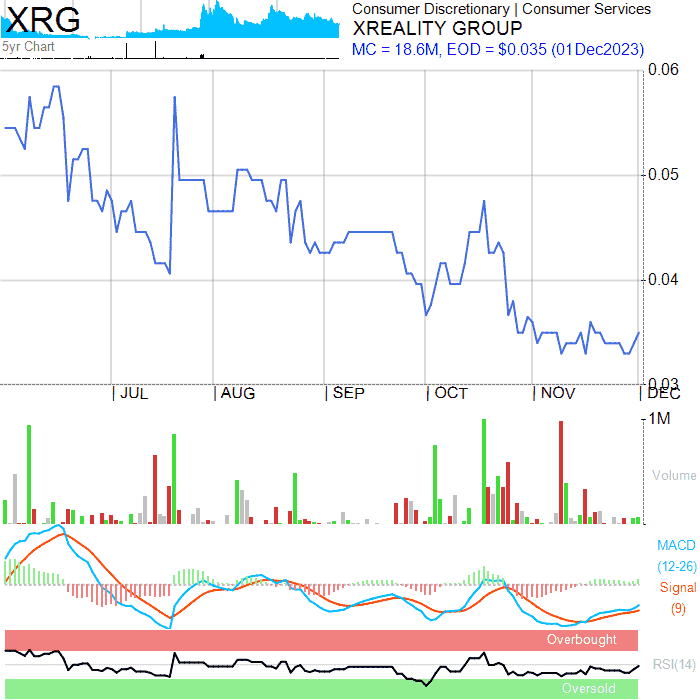 XRG
Consumer Discretionary | Consumer Services
XREALITY GROUP
5yr Chart
MC = 18.6M, EOD = $0.035 (01Dec2023)
0.06
0.05
0.04
0.03
JUL AUG SEP OCT NOV DEC
1M
Volume
MACD
(12-26)
Signal
(9)
Overbought
RSI(14)
Oversold